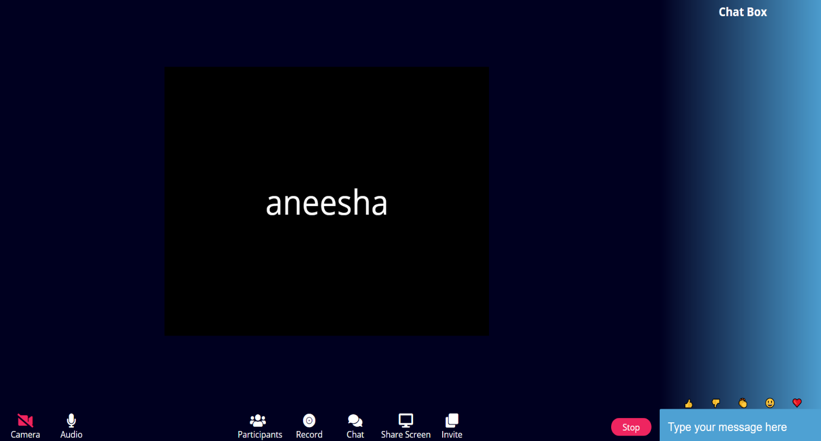 Chat Box
aneesha
Camera
Audio
Participants
Record
Chat
Share Screen
Invite
Stop
Type your message here